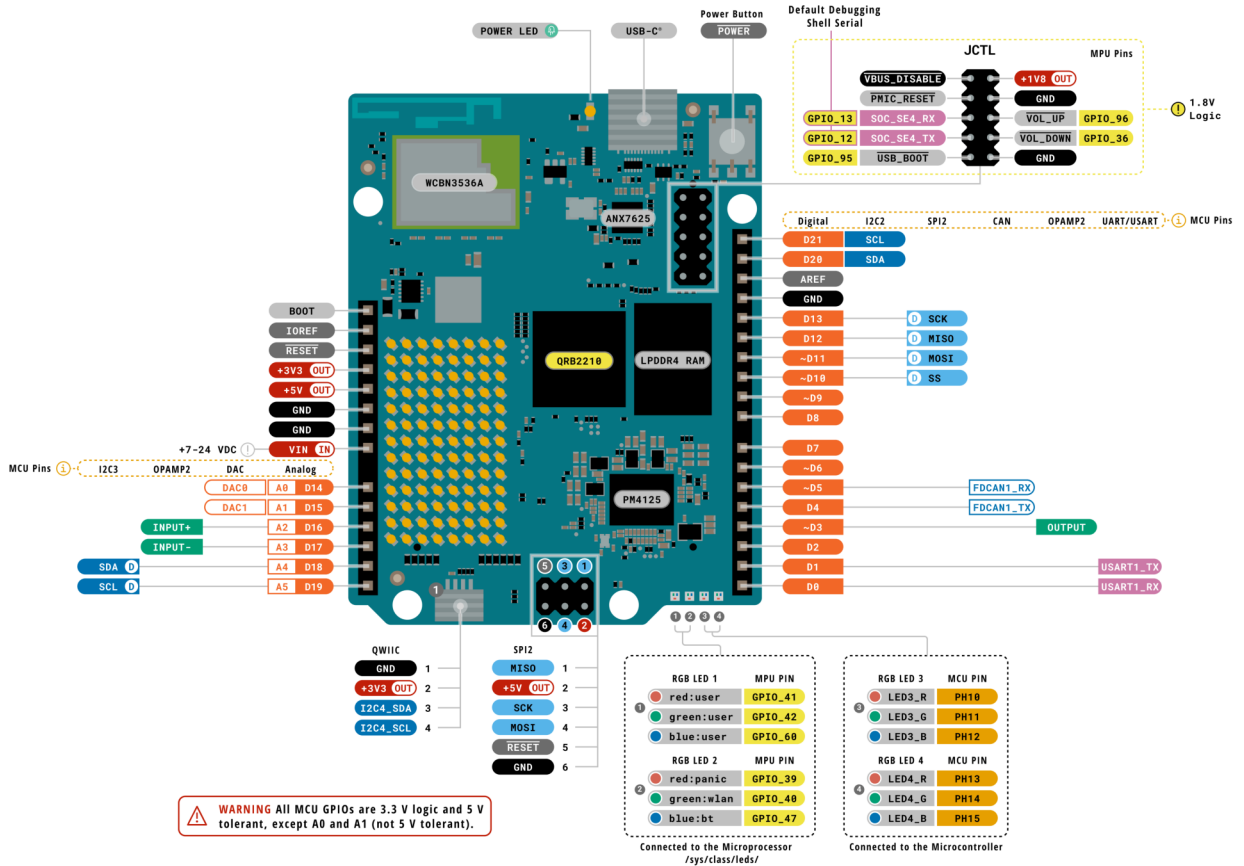 POWER LED
USB-C®
Power Button
POWER
Default Debugging
Shell Serial
JCTL
MPU Pins
VBUS_DISABLE
+1V8 OUT
PMIC_RESET
GND
GPIO_13 SOC_SE4_RX
VOL_UP GPIO_96
GPIO_12 SOC_SE4_TX
VOL_DOWN GPIO_36
GPIO_95 USB_BOOT
GND
! 1.8V
Logic
WCBN3536A
ANX7625
QRB2210
LPDDR4 RAM
PM4125
Digital I2C2 SPI2 CAN OPAMP2 UART/USART i MCU Pins
D21 SCL
D20 SDA
AREF
GND
D13 D SCK
D12 D MISO
~D11 D MOSI
~D10 D SS
~D9
D8
D7
~D6
~D5 FDCAN1_RX
D4 FDCAN1_TX
~D3 OUTPUT
D2
D1 USART1_TX
D0 USART1_RX
BOOT
IOREF
RESET
+3V3 OUT
+5V OUT
GND
GND
+7-24 VDC ! VIN IN
MCU Pins i I2C3 OPAMP2 DAC Analog
DAC0 A0 D14
DAC1 A1 D15
INPUT+ A2 D16
INPUT- A3 D17
SDA D A4 D18
SCL D A5 D19
1
5 3 1
6 4 2
1 2 3 4
QWIIC
GND 1
+3V3 OUT 2
I2C4_SDA 3
I2C4_SCL 4
SPI2
MISO 1
+5V OUT 2
SCK 3
MOSI 4
RESET 5
GND 6
RGB LED 1 MPU PIN
1
red:user GPIO_41
green:user GPIO_42
blue:user GPIO_60
RGB LED 2 MPU PIN
2
red:panic GPIO_39
green:wlan GPIO_40
blue:bt GPIO_47
Connected to the Microprocessor
/sys/class/leds/
RGB LED 3 MCU PIN
3
LED3_R PH10
LED3_G PH11
LED3_B PH12
RGB LED 4 MCU PIN
4
LED4_R PH13
LED4_G PH14
LED4_B PH15
Connected to the Microcontroller
WARNING All MCU GPIOs are 3.3 V logic and 5 V
tolerant, except A0 and A1 (not 5 V tolerant).